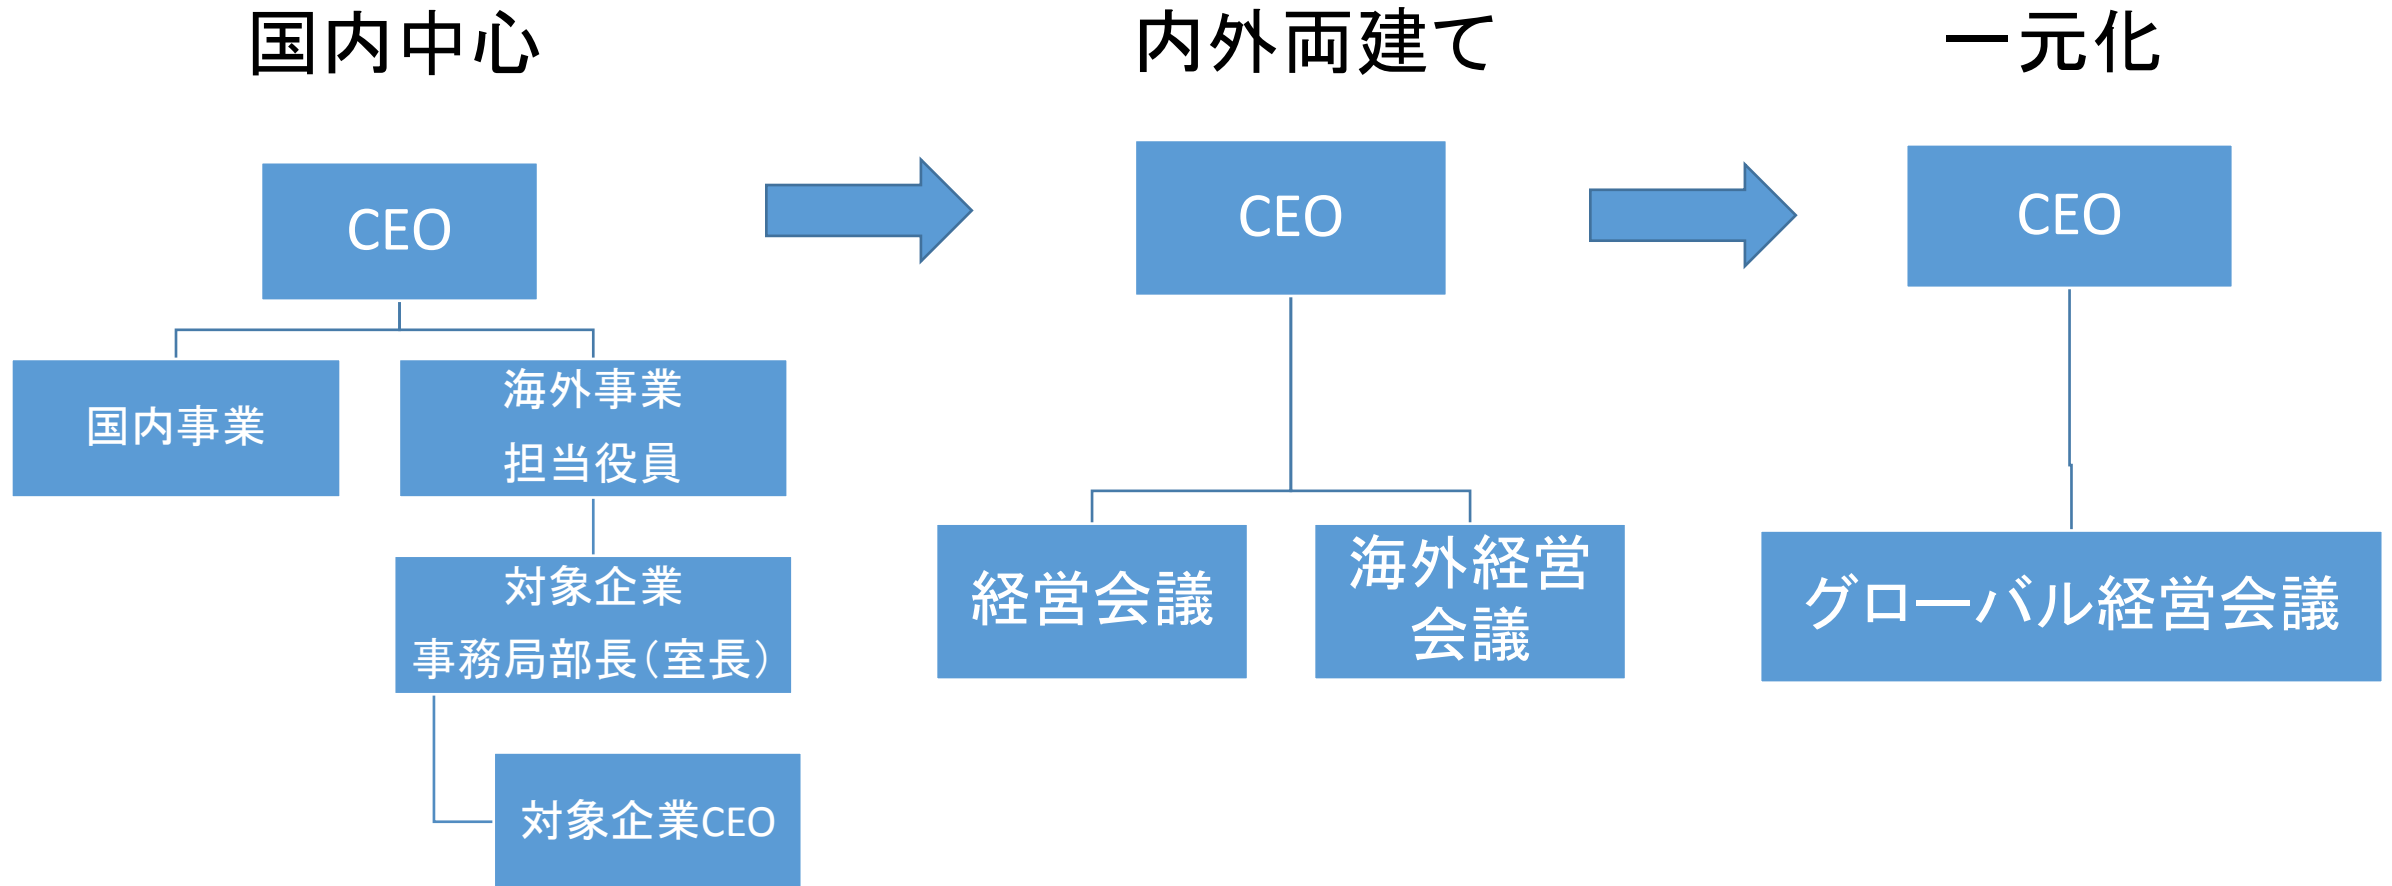 国内中心
内外両建て
一元化
CEO
国内事業
海外事業
担当役員
対象企業
事務局部長（室長）
対象企業CEO
CEO
経営会議
海外経営
会議
CEO
グローバル経営会議